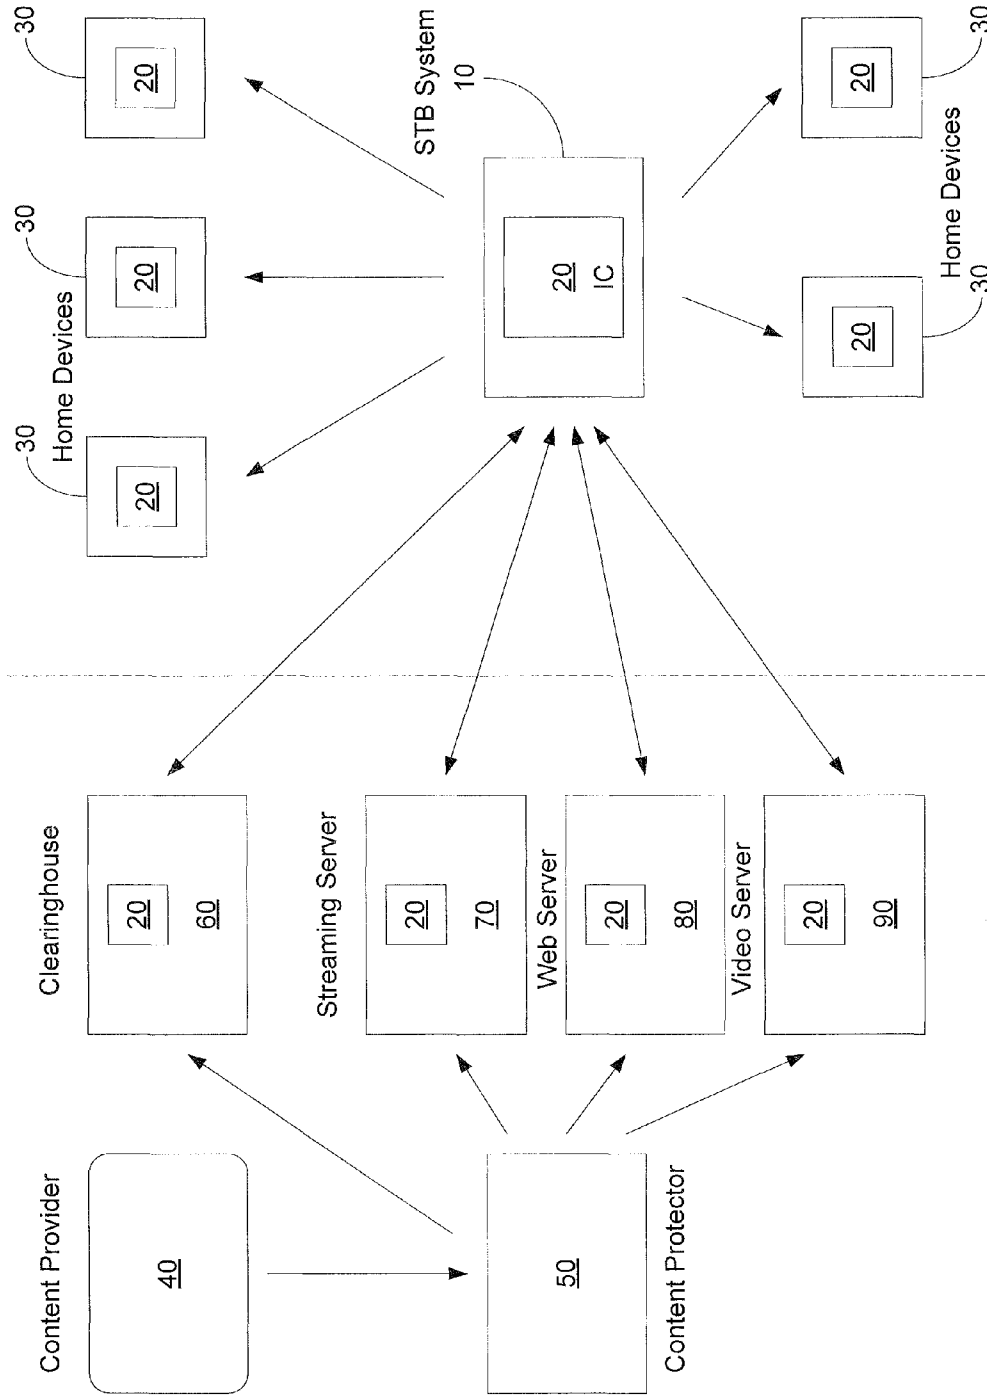 Content Provider
40
50
Content Protector
Clearinghouse
20
60
Streaming Server
20
70
Web Server
20
80
Video Server
20
90
30
20
Home Devices
30
20
30
20
STB System
10
20
IC
30
20
30
20
Home Devices